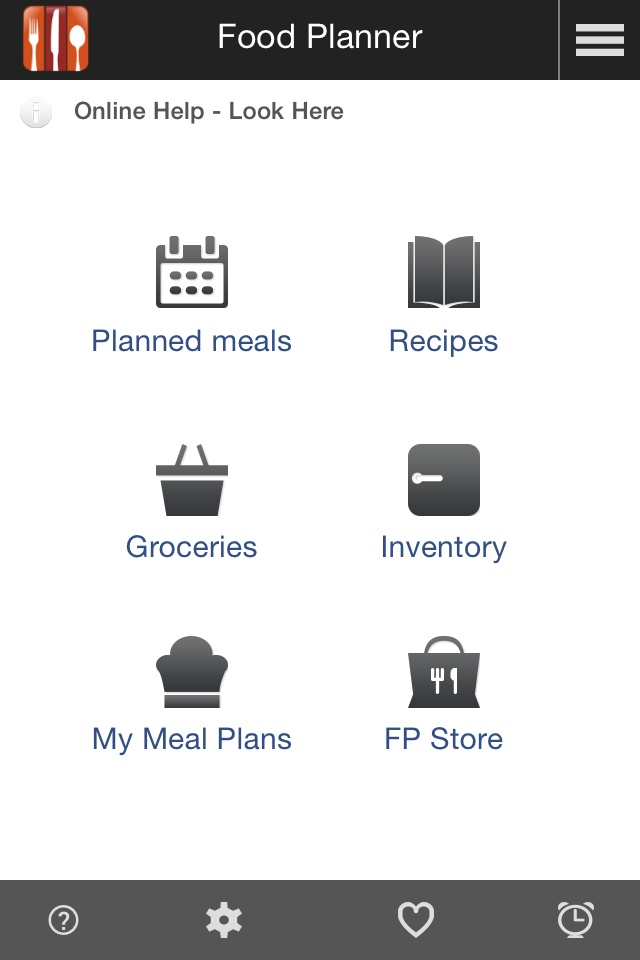 Food Planner
Online Help - Look Here
Planned meals
Recipes
Groceries
Inventory
My Meal Plans
FP Store